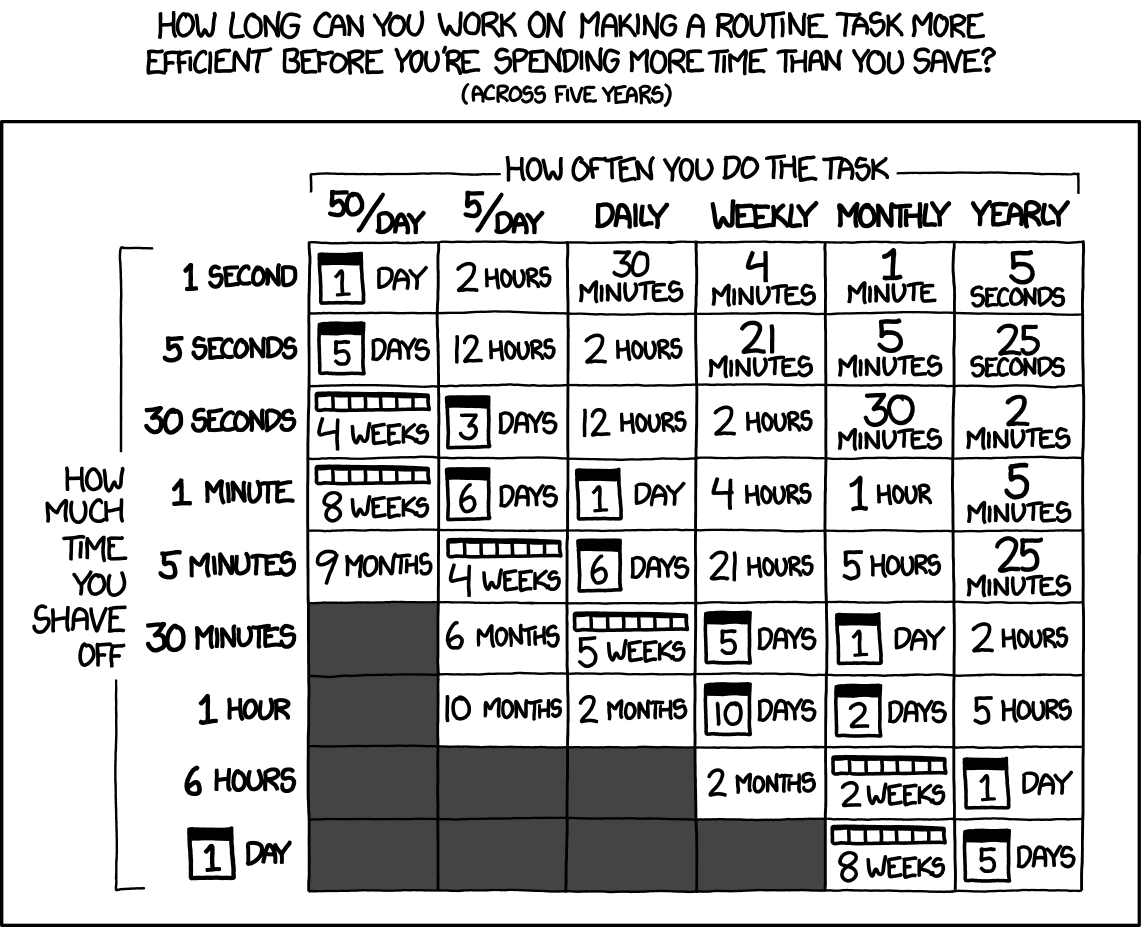 HOW LONG CAN YOU WORK ON MAKING A ROUTINE TASK MORE
EFFICIENT BEFORE YOU'RE SPENDING MORE TIME THAN YOU SAVE?
(ACROSS FIVE YEARS)
HOW OFTEN YOU DO THE TASK
50/DAY 5/DAY DAILY WEEKLY MONTHLY YEARLY
HOW
MUCH
TIME
YOU
SHAVE
OFF
1 SECOND 1 DAY 2 HOURS 30 MINUTES 4 MINUTES 1 MINUTE 5 SECONDS
5 SECONDS 5 DAYS 12 HOURS 2 HOURS 21 MINUTES 5 MINUTES 25 SECONDS
30 SECONDS 4 WEEKS 3 DAYS 12 HOURS 2 HOURS 30 MINUTES 2 MINUTES
1 MINUTE 8 WEEKS 6 DAYS 1 DAY 4 HOURS 1 HOUR 5 MINUTES
5 MINUTES 9 MONTHS 4 WEEKS 6 DAYS 21 HOURS 5 HOURS 25 MINUTES
30 MINUTES 6 MONTHS 5 WEEKS 5 DAYS 1 DAY 2 HOURS
1 HOUR 10 MONTHS 2 MONTHS 10 DAYS 2 DAYS 5 HOURS
6 HOURS 2 MONTHS 2 WEEKS 1 DAY
1 DAY 8 WEEKS 5 DAYS